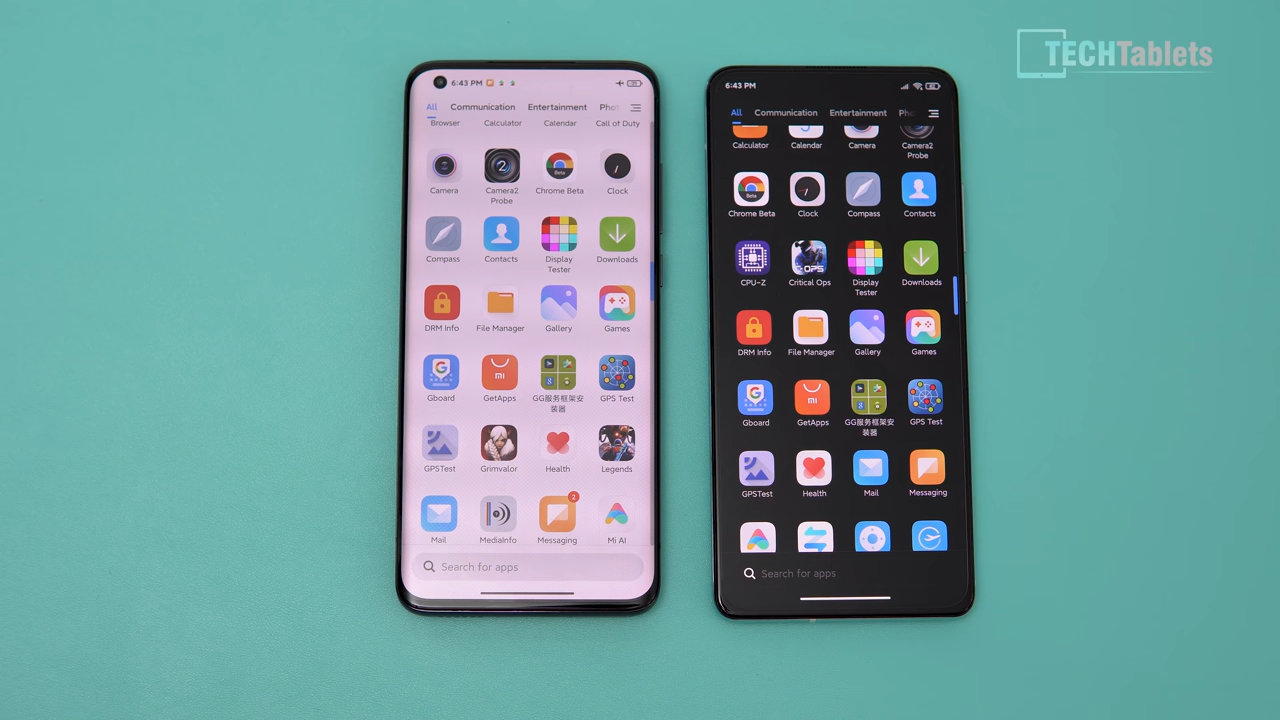 TECHTablets
6:43 PM
All Communication Entertainment Pho
Browser Calculator Calendar Call of Duty
Camera Camera2 Probe Chrome Beta Clock
Compass Contacts Display Tester Downloads
DRM Info File Manager Gallery Games
Gboard GetApps GG服务框架安装器 GPS Test
GPSTest Grimvalor Health Legends
2
Mail MediaInfo Messaging Mi AI
Search for apps
6:43 PM
All Communication Entertainment Ph
Calculator Calendar Camera Camera2 Probe
Beta
Chrome Beta Clock Compass Contacts
C-OPS
CPU-Z Critical Ops Display Tester Downloads
DRM Info File Manager Gallery Games
Gboard GetApps GG服务框架安装器 GPS Test
GPSTest Health Mail Messaging
Search for apps